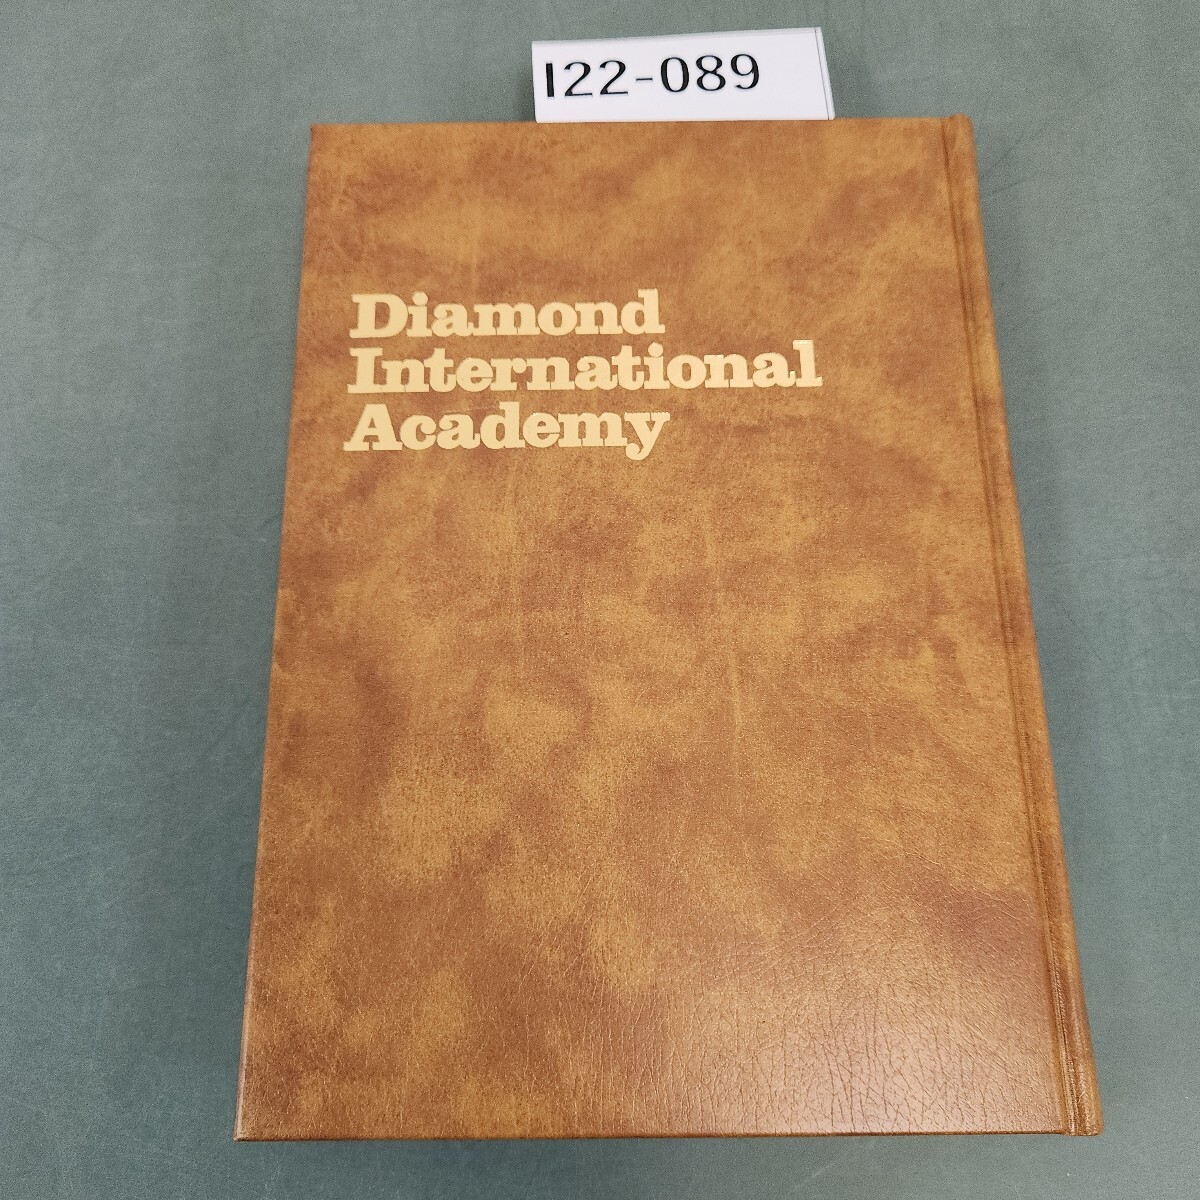 I22-089
Diamond
International
Academy